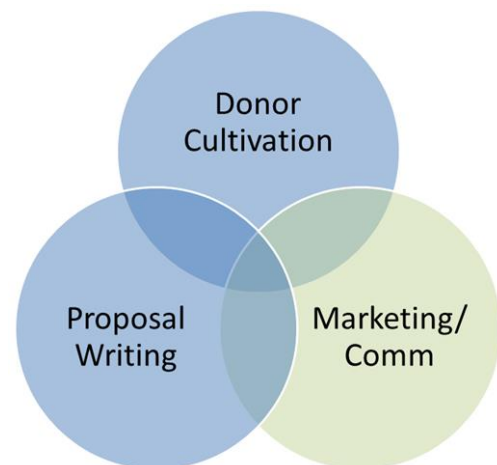 Donor
Cultivation
Proposal
Writing
Marketing/
Comm